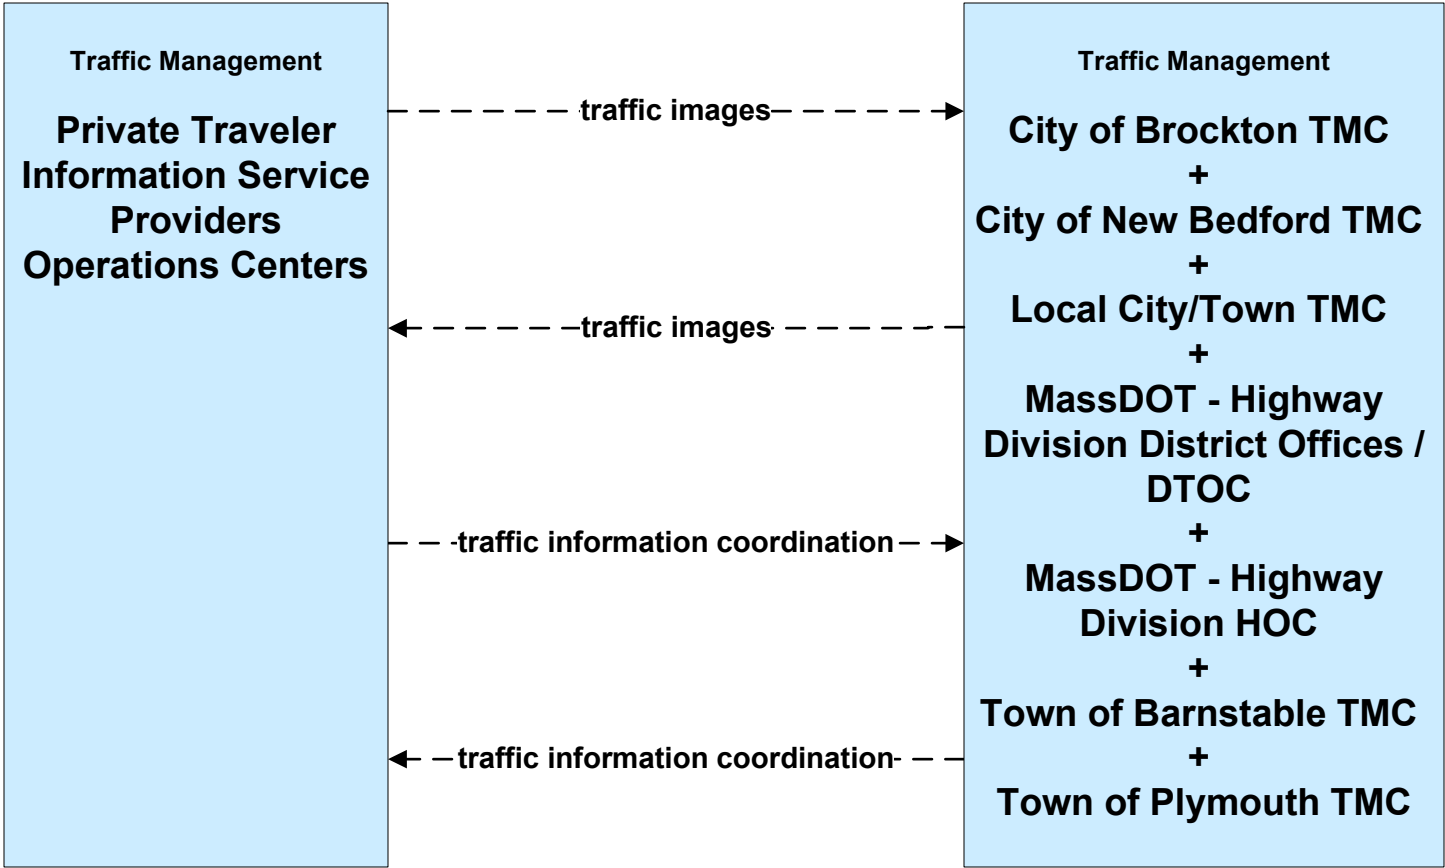 Traffic Management
Private Traveler
Information Service
Providers
Operations Centers
traffic images
traffic images
traffic information coordination
traffic information coordination
Traffic Management
City of Brockton TMC
+
City of New Bedford TMC
+
Local City/Town TMC
+
MassDOT - Highway
Division District Offices /
DTOC
+
MassDOT - Highway
Division HOC
+
Town of Barnstable TMC
+
Town of Plymouth TMC